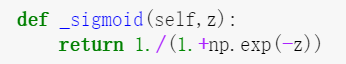 def _sigmoid(self,z):
    return 1./(1.+np.exp(-z))